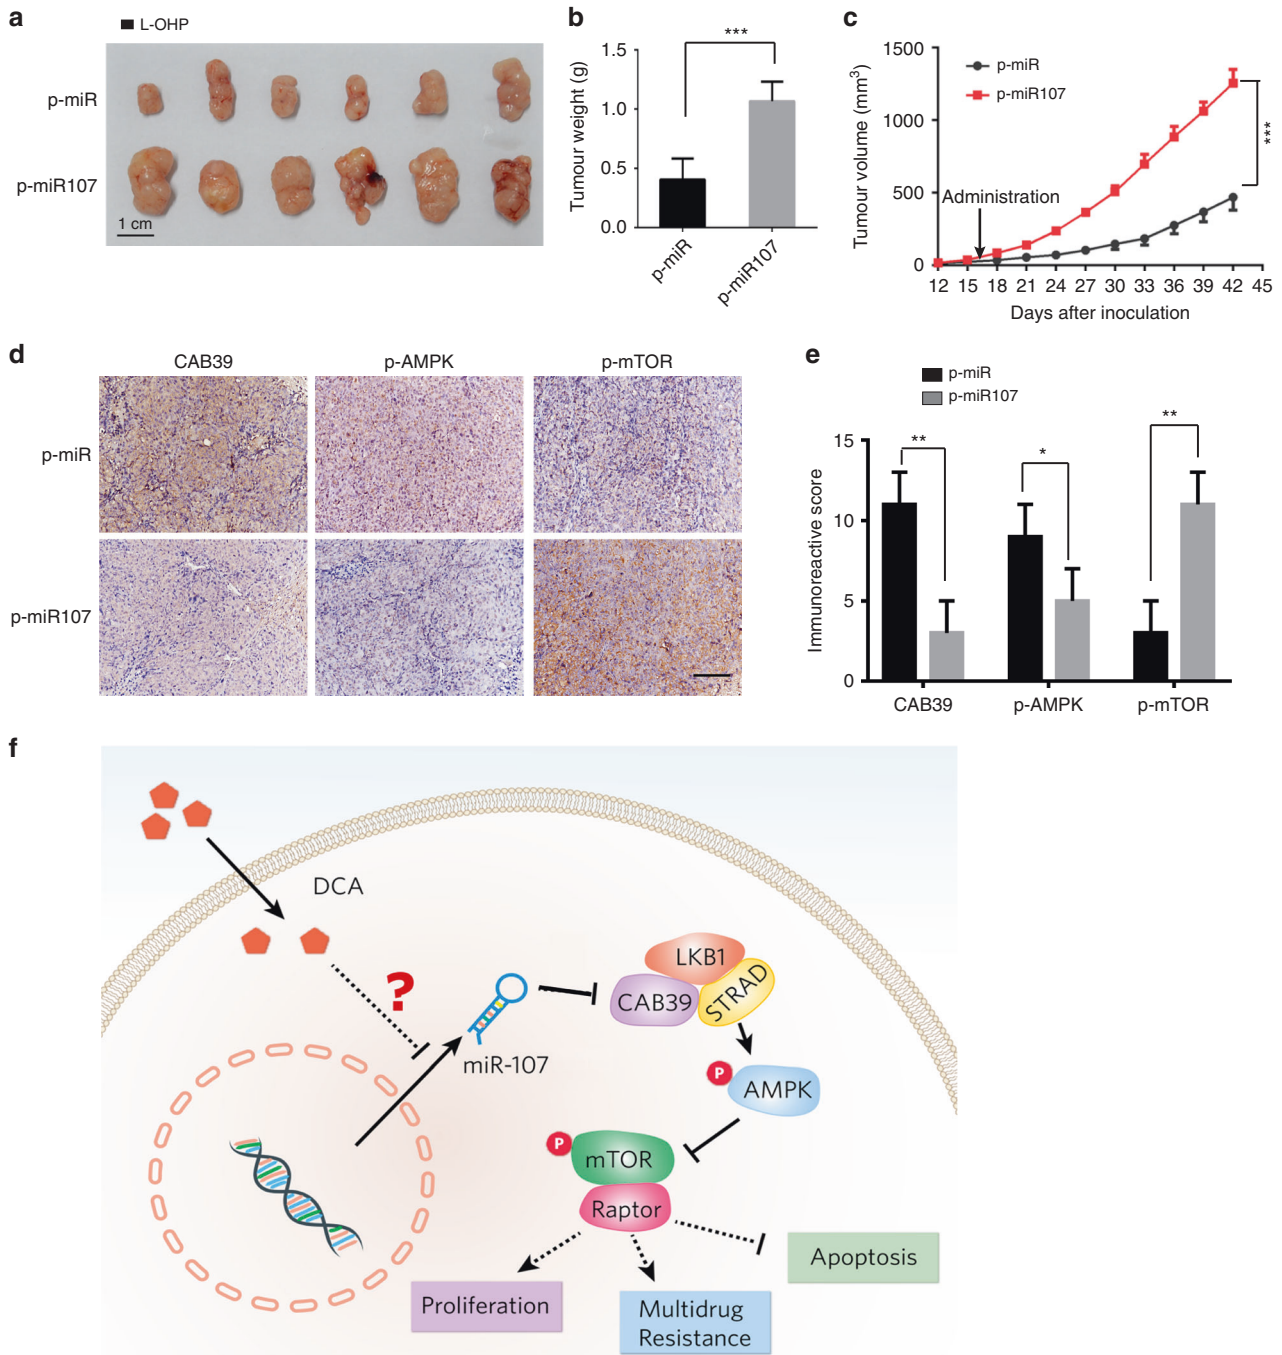 a
L-OHP
p-miR
p-miR107
1 cm
b
***
Tumour weight (g)
1.5
1.0
0.5
0.0
p-miR
p-miR107
c
Tumour volume (mm³)
1500
1000
500
0
p-miR
p-miR107
***
Administration
12 15 18 21 24 27 30 33 36 39 42 45
Days after inoculation
d
CAB39 p-AMPK p-mTOR
p-miR
p-miR107
e
p-miR
p-miR107
Immunoreactive score
15
10
5
0
** * **
CAB39 p-AMPK p-mTOR
f
DCA
?
miR-107
LKB1
CAB39
STRAD
P
AMPK
P
mTOR
Raptor
Apoptosis
Proliferation
Multidrug
Resistance